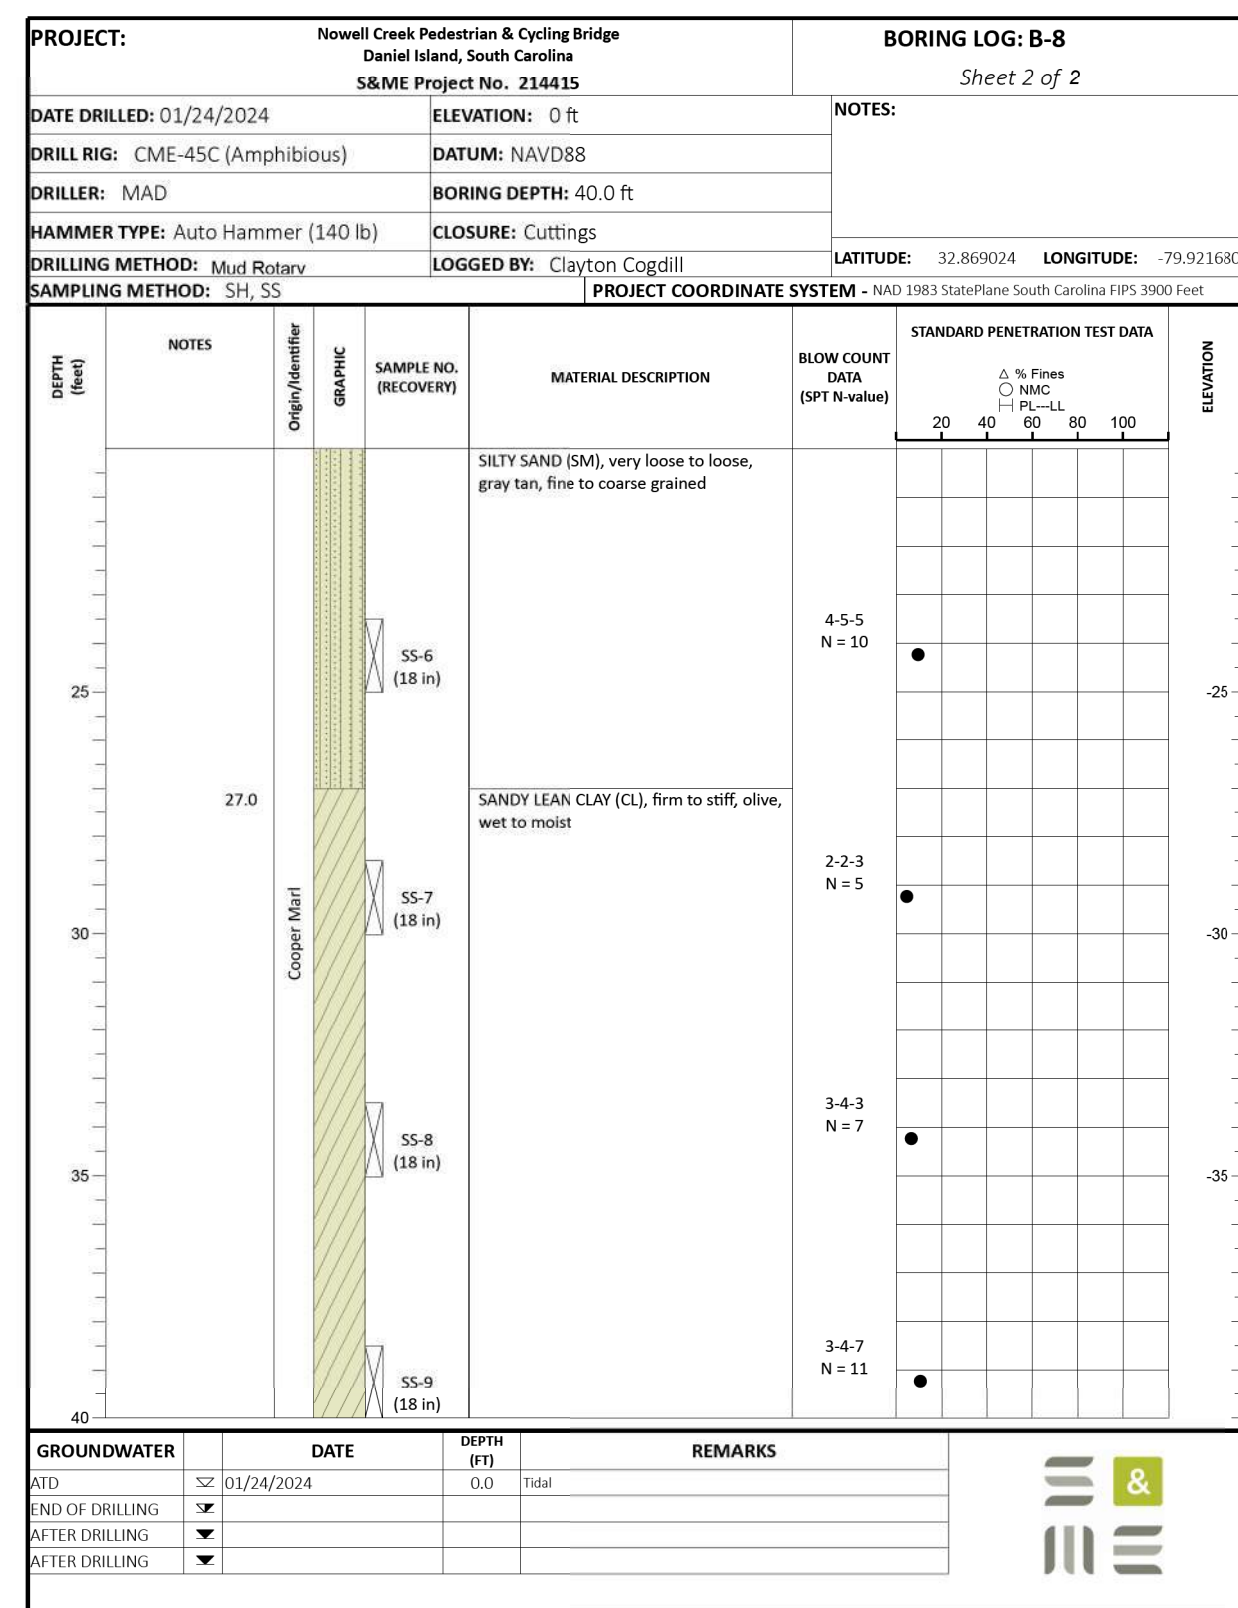 PROJECT:
Nowell Creek Pedestrian & Cycling Bridge
Daniel Island, South Carolina
S&ME Project No. 214415
BORING LOG: B-8
Sheet 2 of 2
DATE DRILLED: 01/24/2024
ELEVATION: 0 ft
NOTES:
DRILL RIG: CME-45C (Amphibious)
DATUM: NAVD88
DRILLER: MAD
BORING DEPTH: 40.0 ft
HAMMER TYPE: Auto Hammer (140 lb)
CLOSURE: Cuttings
DRILLING METHOD: Mud Rotary
LOGGED BY: Clayton Cogdill
LATITUDE: 32.869024 LONGITUDE: -79.921680
SAMPLING METHOD: SH, SS
PROJECT COORDINATE SYSTEM - NAD 1983 StatePlane South Carolina FIPS 3900 Feet
DEPTH
(feet)
NOTES
Origin/Identifier
GRAPHIC
SAMPLE NO.
(RECOVERY)
MATERIAL DESCRIPTION
BLOW COUNT
DATA
(SPT N-value)
STANDARD PENETRATION TEST DATA
△ % Fines
○ NMC
PL---LL
20 40 60 80 100
ELEVATION
SILTY SAND (SM), very loose to loose,
gray tan, fine to coarse grained
4-5-5
N = 10
SS-6
(18 in)
25
-25
27.0
SANDY LEAN CLAY (CL), firm to stiff, olive,
wet to moist
2-2-3
N = 5
SS-7
(18 in)
Cooper Marl
30
-30
3-4-3
N = 7
SS-8
(18 in)
35
-35
3-4-7
N = 11
SS-9
(18 in)
40
GROUNDWATER
DATE
DEPTH
(FT)
REMARKS
ATD 01/24/2024 0.0 Tidal
END OF DRILLING
AFTER DRILLING
AFTER DRILLING
S&
ME